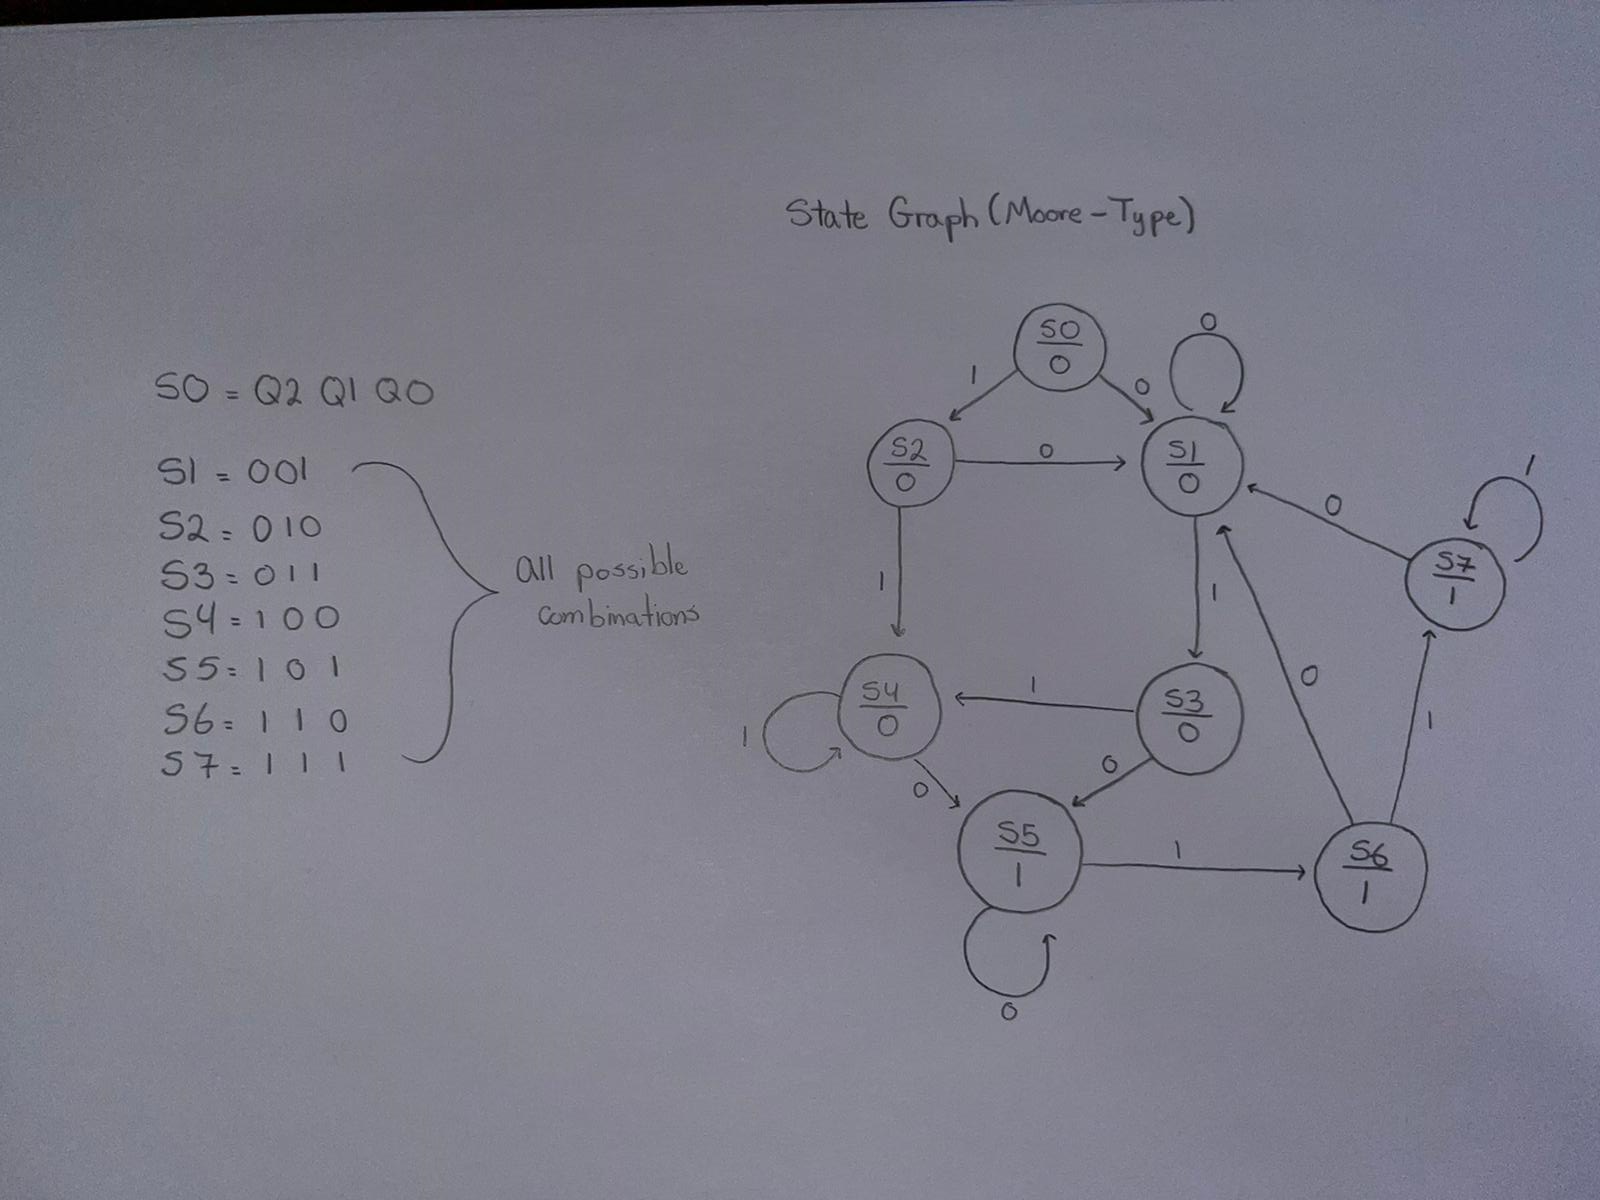 State Graph (Moore-Type)
S0 = Q2 Q1 Q0
S1 = 001
S2 = 010
S3 = 011
S4 = 100
S5 = 101
S6 = 110
S7 = 111
all possible
combinations
S0
0
0
1
0
S2
0
0
S1
0
1
S7
1
0
1
1
0
1
S4
0
1
1
S3
0
0
0
S5
1
1
S6
1
0